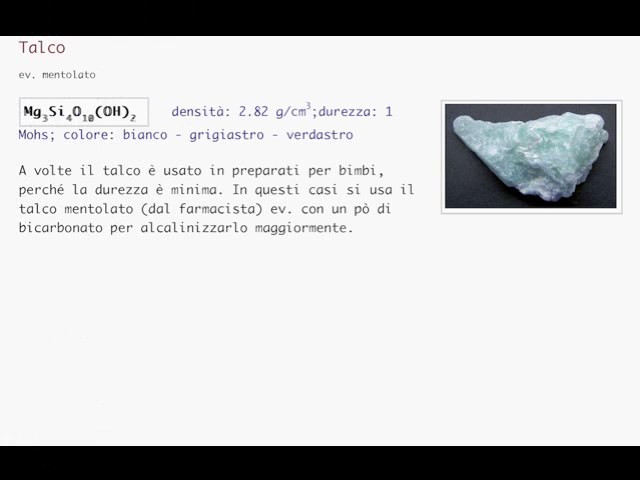 Talco
ev. mentolato
Mg₃Si₄O₁₀(OH)₂ densità: 2.82 g/cm³;durezza: 1
Mohs; colore: bianco - grigiastro - verdastro
A volte il talco è usato in preparati per bimbi,
perché la durezza è minima. In questi casi si usa il
talco mentolato (dal farmacista) ev. con un pò di
bicarbonato per alcalinizzarlo maggiormente.